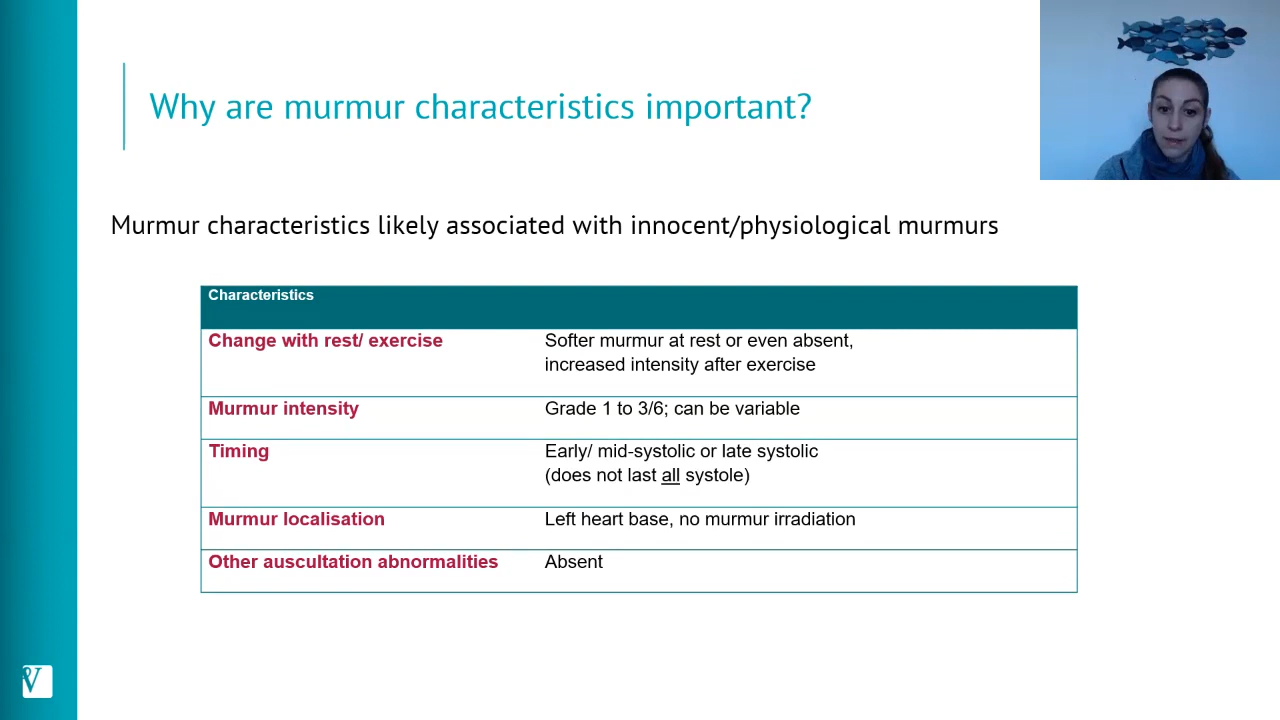 Why are murmur characteristics important?
Murmur characteristics likely associated with innocent/physiological murmurs
Characteristics
Change with rest/ exercise
Softer murmur at rest or even absent,
increased intensity after exercise
Murmur intensity
Grade 1 to 3/6; can be variable
Timing
Early/ mid-systolic or late systolic
(does not last all systole)
Murmur localisation
Left heart base, no murmur irradiation
Other auscultation abnormalities
Absent
&V